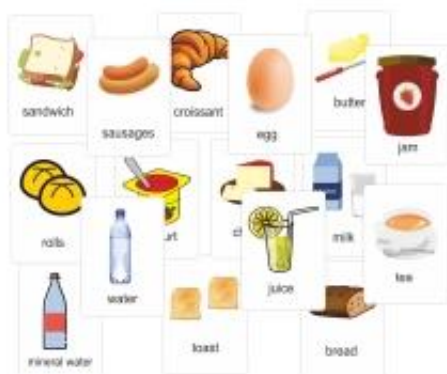 sandwich
sausages
croissant
egg
butter
jam
rolls
water
juice
milk
tea
mineral water
toast
bread